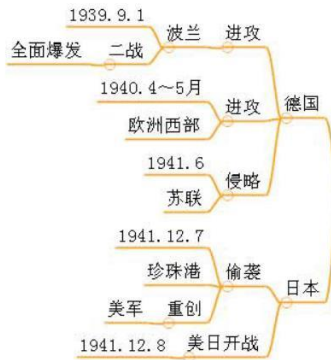 1939.9.1
全面爆发 二战 波兰 进攻
1940.4～5月
进攻 德国
欧洲西部
1941.6
侵略
苏联
1941.12.7
珍珠港 偷袭
日本
美军 重创
1941.12.8 美日开战